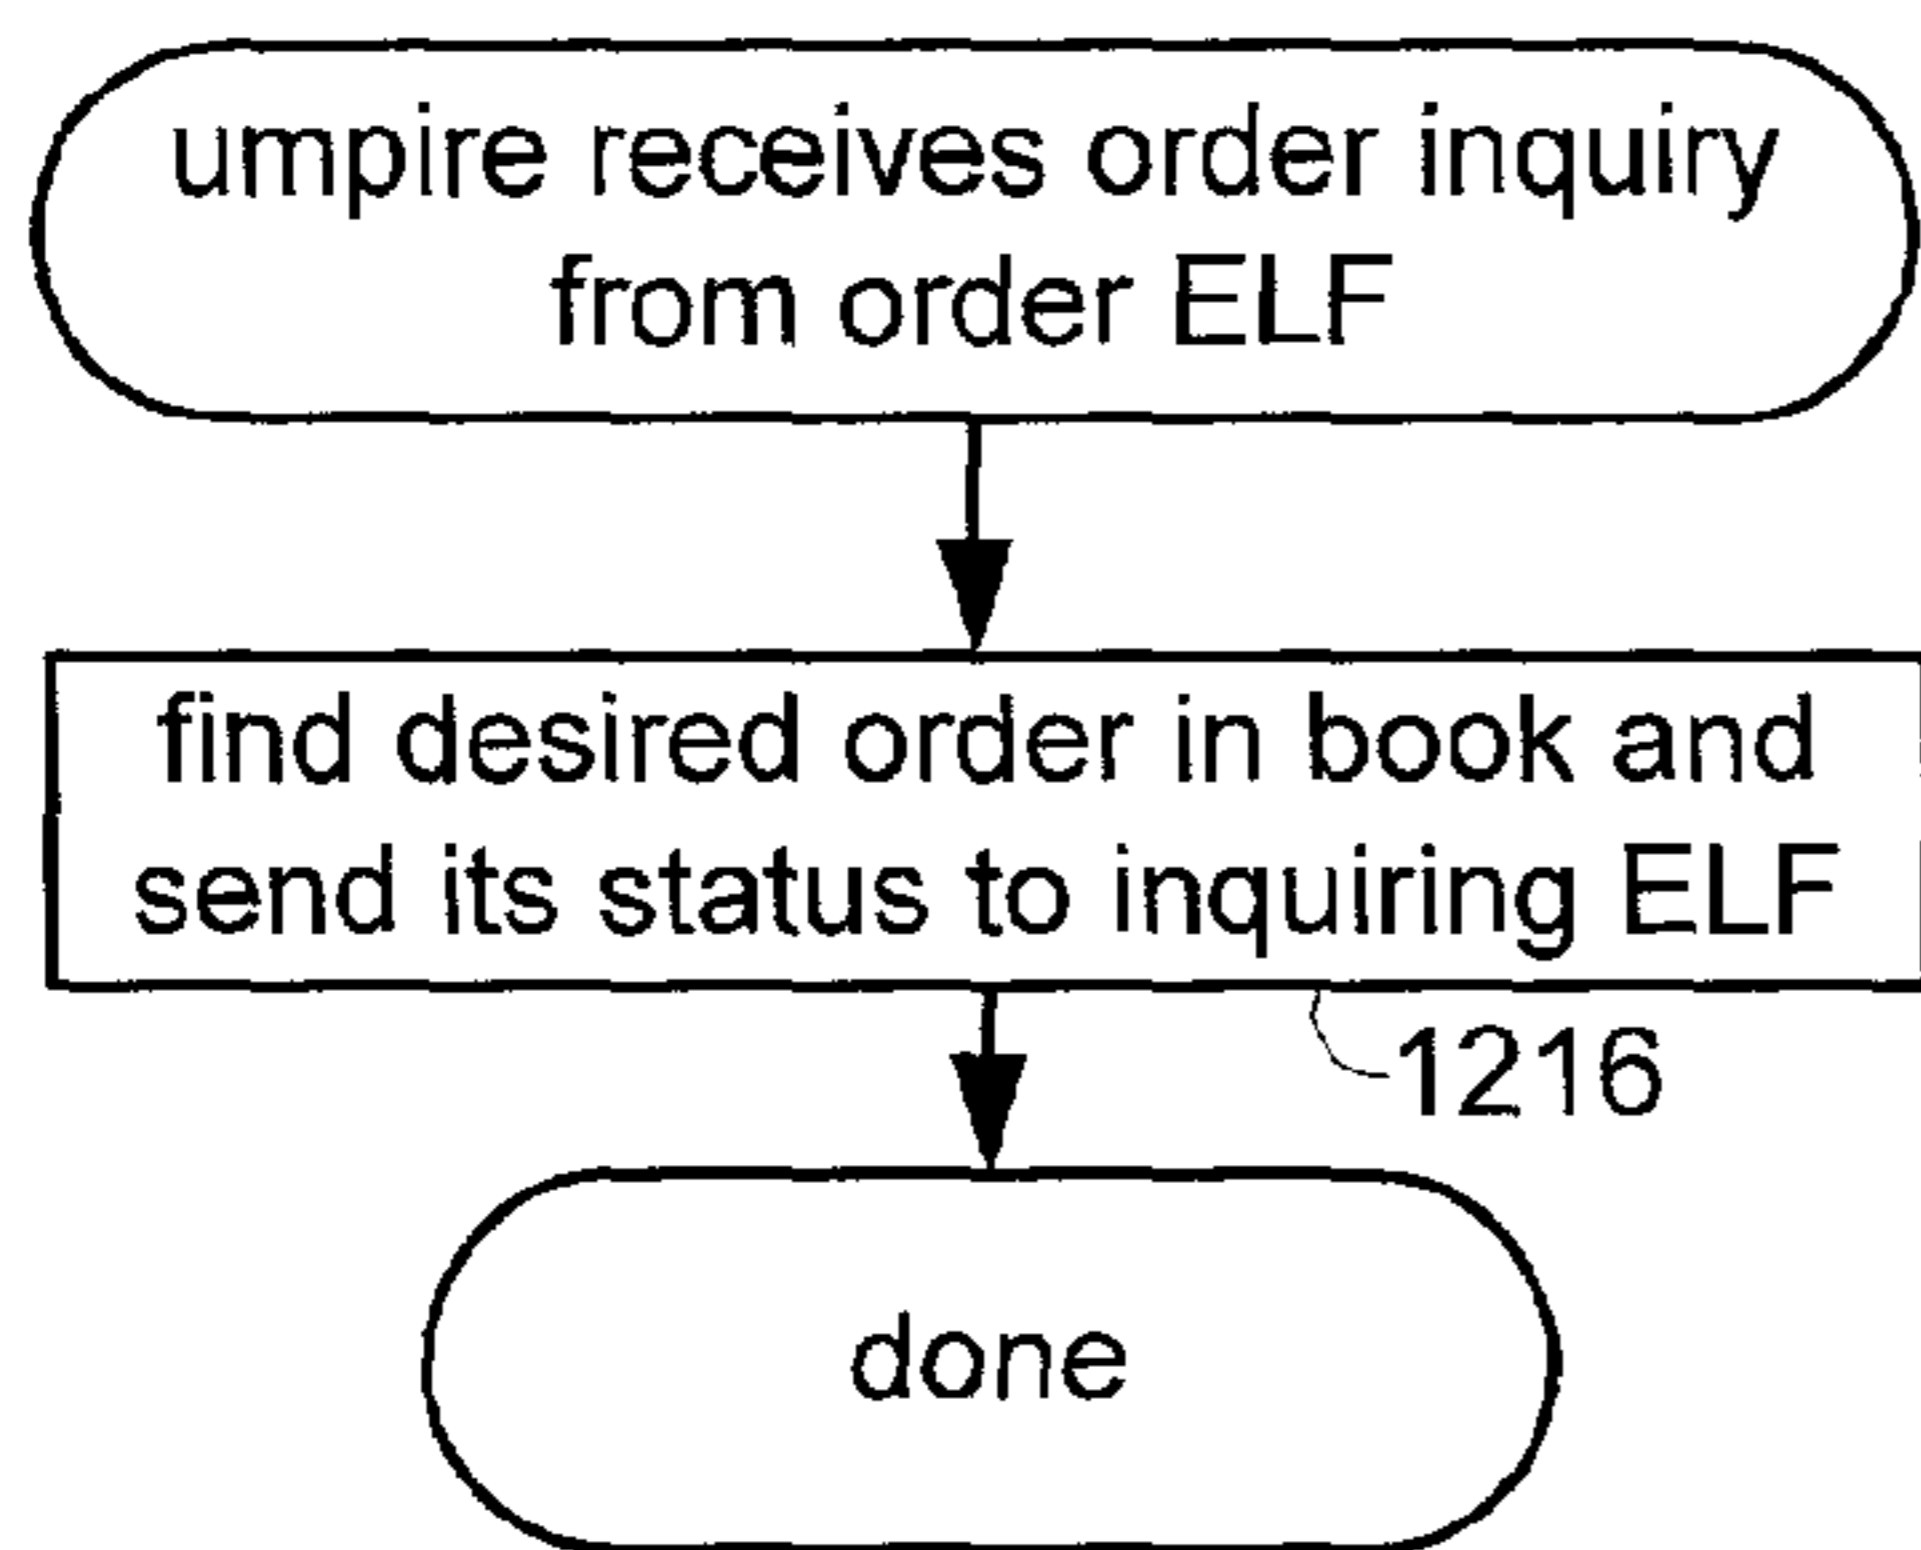 umpire receives order inquiry
from order ELF
find desired order in book and
send its status to inquiring ELF
1216
done